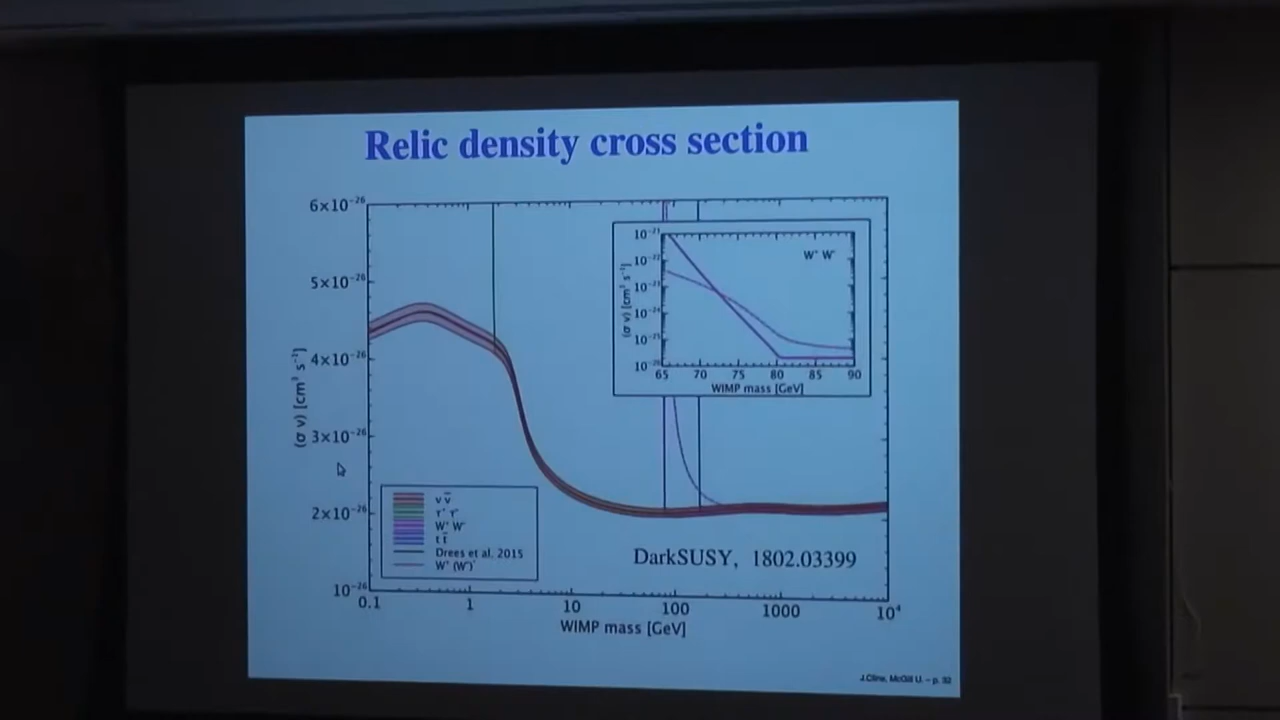 Relic density cross section
6×10⁻²⁶
5×10⁻²⁶
4×10⁻²⁶
3×10⁻²⁶
2×10⁻²⁶
10⁻²⁶
⟨σ v⟩ [cm³ s⁻¹]
0.1 1 10 100 1000 10⁴
WIMP mass [GeV]
10⁻²¹
10⁻²²
10⁻²³
10⁻²⁴
10⁻²⁵
10⁻²⁶
⟨σ v⟩ [cm³ s⁻¹]
W⁺ W⁻
65 70 75 80 85 90
WIMP mass [GeV]
ν ν̅
τ⁺ τ⁻
W⁺ W⁻
t t̅
Drees et al. 2015
W⁺ (W⁻)*
DarkSUSY, 1802.03399
J.Cline, McGill U. – p. 32